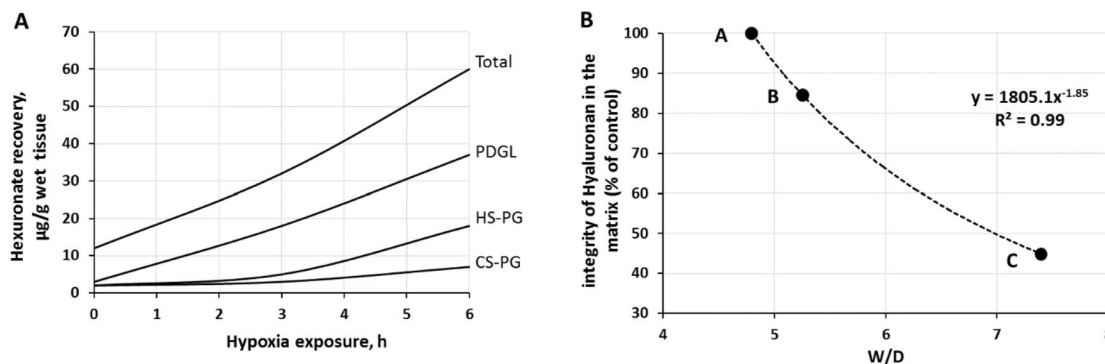 A
Hexuronate recovery,
µg/g wet tissue
70
60
50
40
30
20
10
0
0 1 2 3 4 5 6
Hypoxia exposure, h
Total
PDGL
HS-PG
CS-PG
B
integrity of Hyaluronan in the
matrix (% of control)
100
90
80
70
60
50
40
30
4 5 6 7 8
W/D
A
B
C
y = 1805.1x-1.85
R² = 0.99